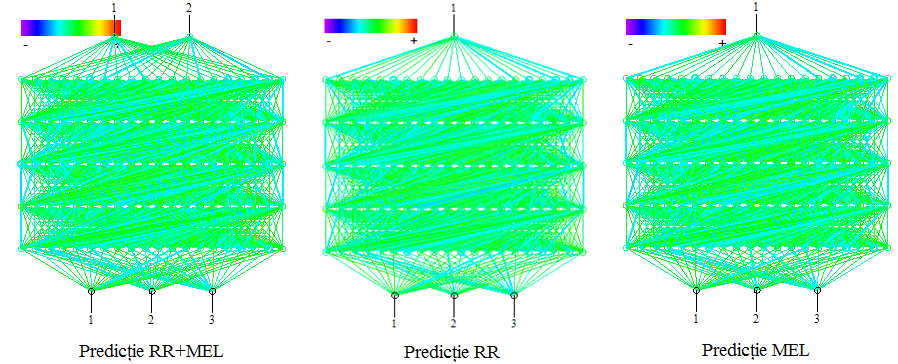 1 2
- +
1 2 3
Predicție RR+MEL
1
- +
1 2 3
Predicție RR
1
- +
1 2 3
Predicție MEL